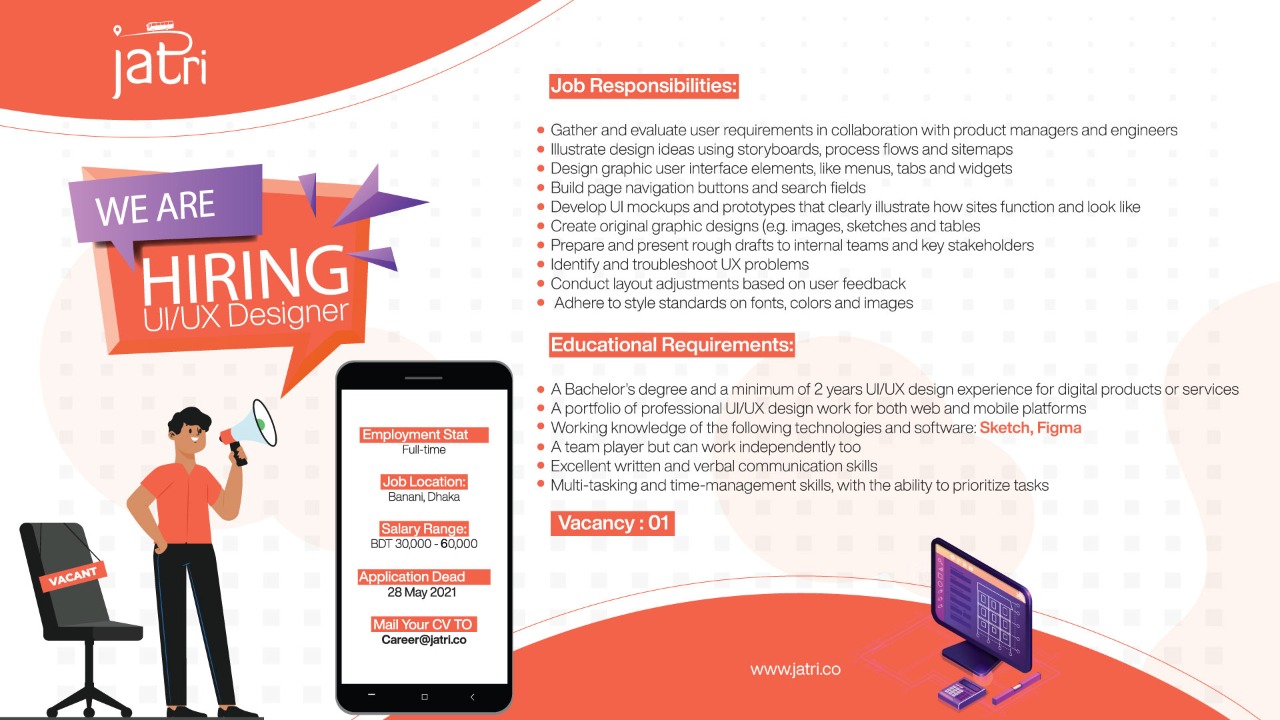 jatri
WE ARE
HIRING
UI/UX Designer
VACANT
Employment Stat
Full-time
Job Location:
Banani, Dhaka
Salary Range:
BDT 30,000 - 60,000
Application Dead
28 May 2021
Mail Your CV TO
Career@jatri.co
Job Responsibilities:
Gather and evaluate user requirements in collaboration with product managers and engineers
Illustrate design ideas using storyboards, process flows and sitemaps
Design graphic user interface elements, like menus, tabs and widgets
Build page navigation buttons and search fields
Develop UI mockups and prototypes that clearly illustrate how sites function and look like
Create original graphic designs (e.g. images, sketches and tables
Prepare and present rough drafts to internal teams and key stakeholders
Identify and troubleshoot UX problems
Conduct layout adjustments based on user feedback
Adhere to style standards on fonts, colors and images
Educational Requirements:
A Bachelor's degree and a minimum of 2 years UI/UX design experience for digital products or services
A portfolio of professional UI/UX design work for both web and mobile platforms
Working knowledge of the following technologies and software: Sketch, Figma
A team player but can work independently too
Excellent written and verbal communication skills
Multi-tasking and time-management skills, with the ability to prioritize tasks
Vacancy : 01
www.jatri.co